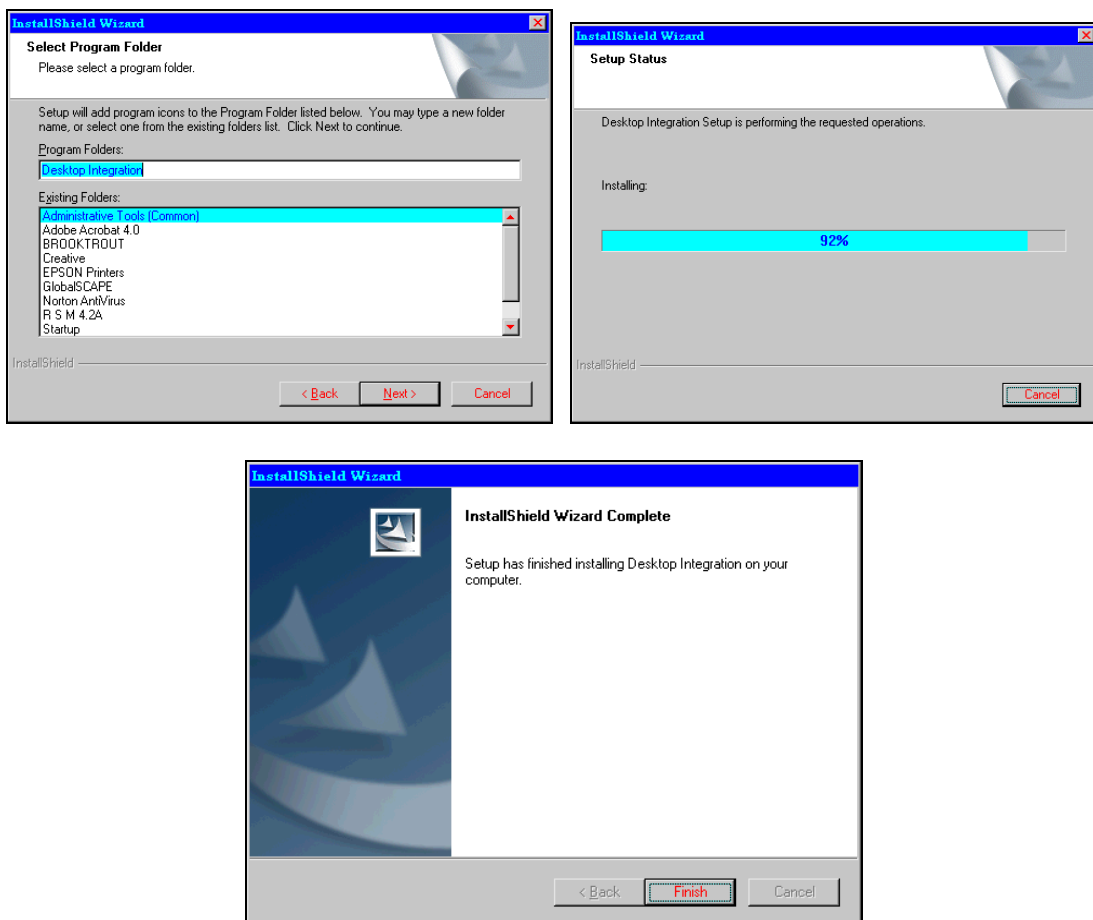 InstallShield Wizard
Select Program Folder
Please select a program folder.
Setup will add program icons to the Program Folder listed below. You may type a new folder
name, or select one from the existing folders list. Click Next to continue.
Program Folders:
Desktop Integration
Existing Folders:
Administrative Tools (Common)
Adobe Acrobat 4.0
BROOKTROUT
Creative
EPSON Printers
GlobalSCAPE
Norton AntiVirus
R S M 4.2A
Startup
InstallShield
< Back
Next >
Cancel
InstallShield Wizard
Setup Status
Desktop Integration Setup is performing the requested operations.
Installing:
92%
InstallShield
Cancel
InstallShield Wizard
InstallShield Wizard Complete
Setup has finished installing Desktop Integration on your
computer.
< Back
Finish
Cancel